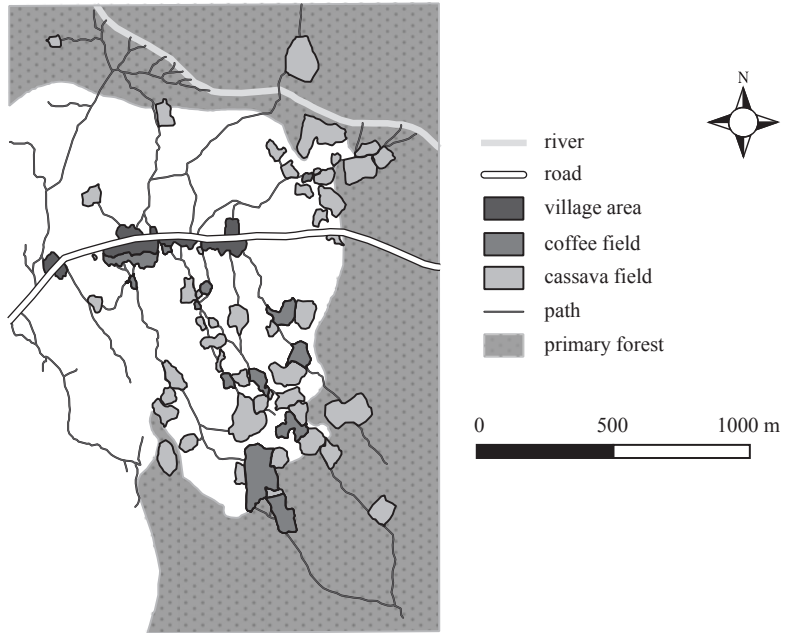 N
river
road
village area
coffee field
cassava field
path
primary forest
0 500 1000 m